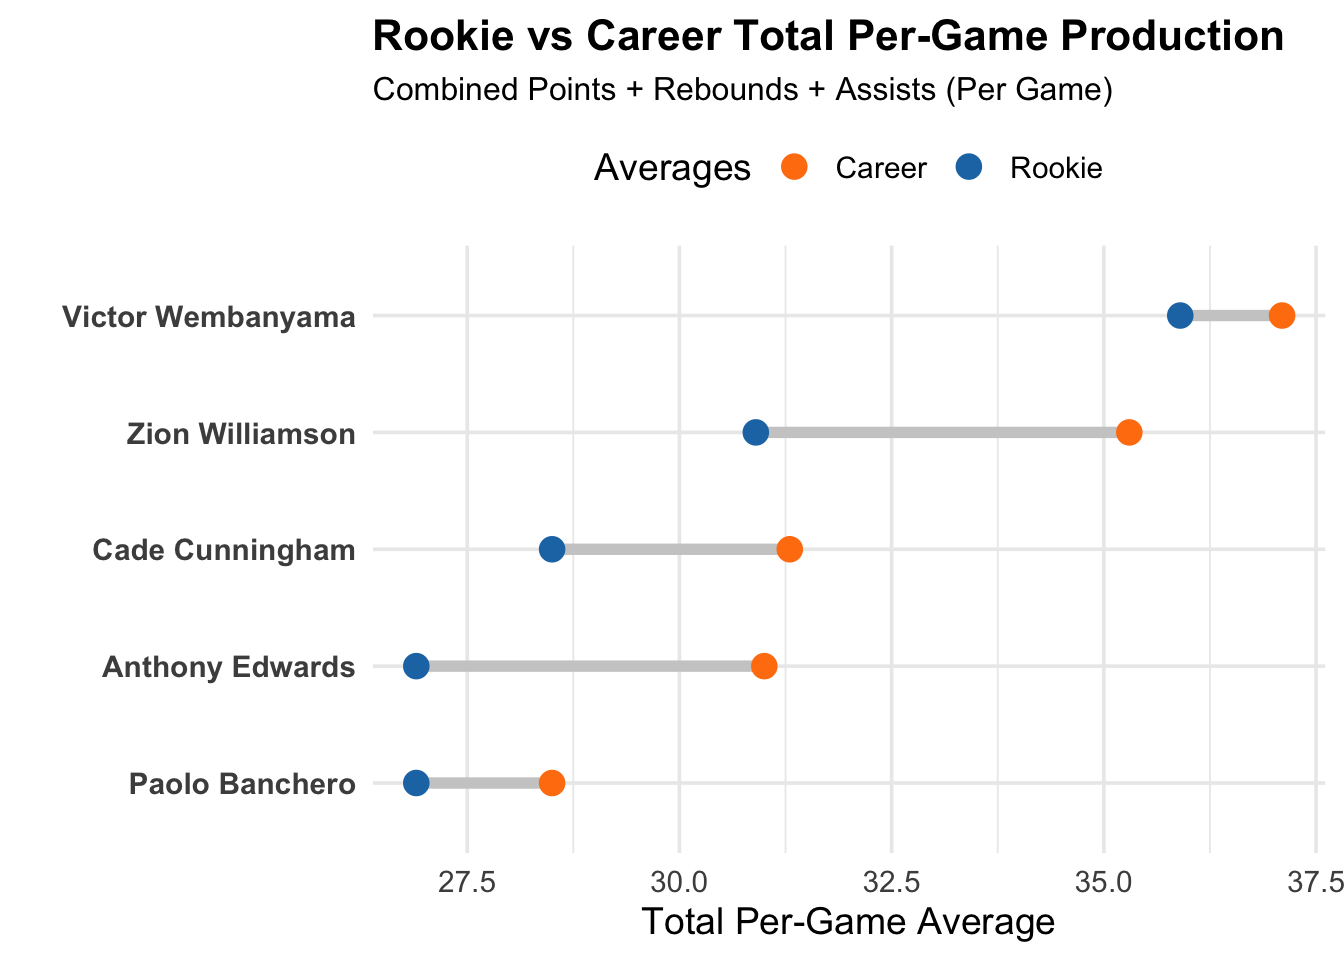 Rookie vs Career Total Per-Game Production
Combined Points + Rebounds + Assists (Per Game)
Averages Career Rookie
Victor Wembanyama
Zion Williamson
Cade Cunningham
Anthony Edwards
Paolo Banchero
27.5 30.0 32.5 35.0 37.5
Total Per-Game Average